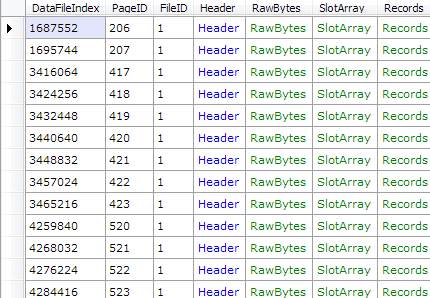 DataFileIndex PageID FileID Header RawBytes SlotArray Records
1687552 206 1 Header RawBytes SlotArray Records
1695744 207 1 Header RawBytes SlotArray Records
3416064 417 1 Header RawBytes SlotArray Records
3424256 418 1 Header RawBytes SlotArray Records
3432448 419 1 Header RawBytes SlotArray Records
3440640 420 1 Header RawBytes SlotArray Records
3448832 421 1 Header RawBytes SlotArray Records
3457024 422 1 Header RawBytes SlotArray Records
3465216 423 1 Header RawBytes SlotArray Records
4259840 520 1 Header RawBytes SlotArray Records
4268032 521 1 Header RawBytes SlotArray Records
4276224 522 1 Header RawBytes SlotArray Records
4284416 523 1 Header RawBytes SlotArray Records